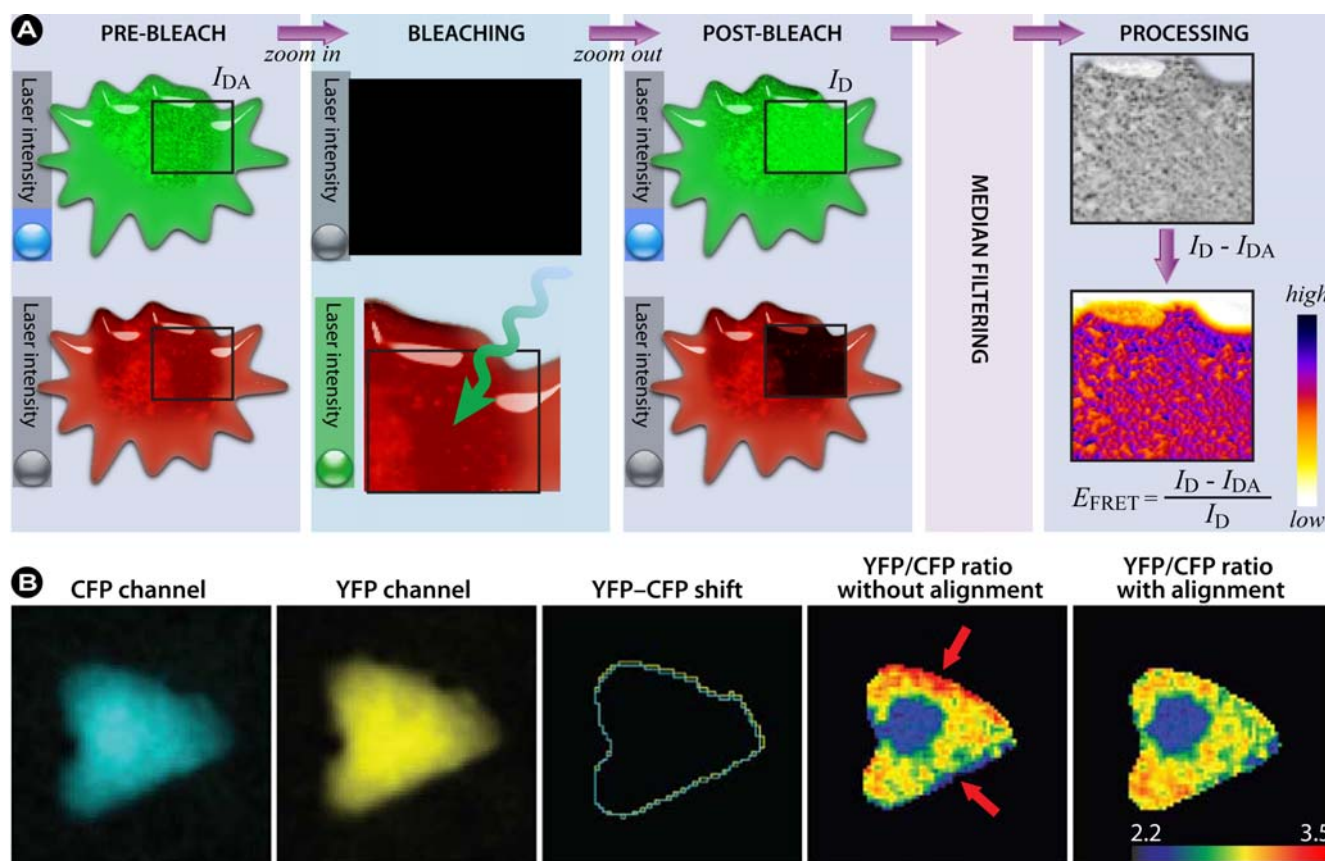 A
PRE-BLEACH
zoom in
BLEACHING
zoom out
POST-BLEACH
PROCESSING
Laser intensity
I_DA
Laser intensity
Laser intensity
I_D
MEDIAN FILTERING
I_D - I_DA
Laser intensity
Laser intensity
Laser intensity
high
low
E_FRET = (I_D - I_DA) / I_D
B
CFP channel
YFP channel
YFP–CFP shift
YFP/CFP ratio
without alignment
YFP/CFP ratio
with alignment
2.2
3.5